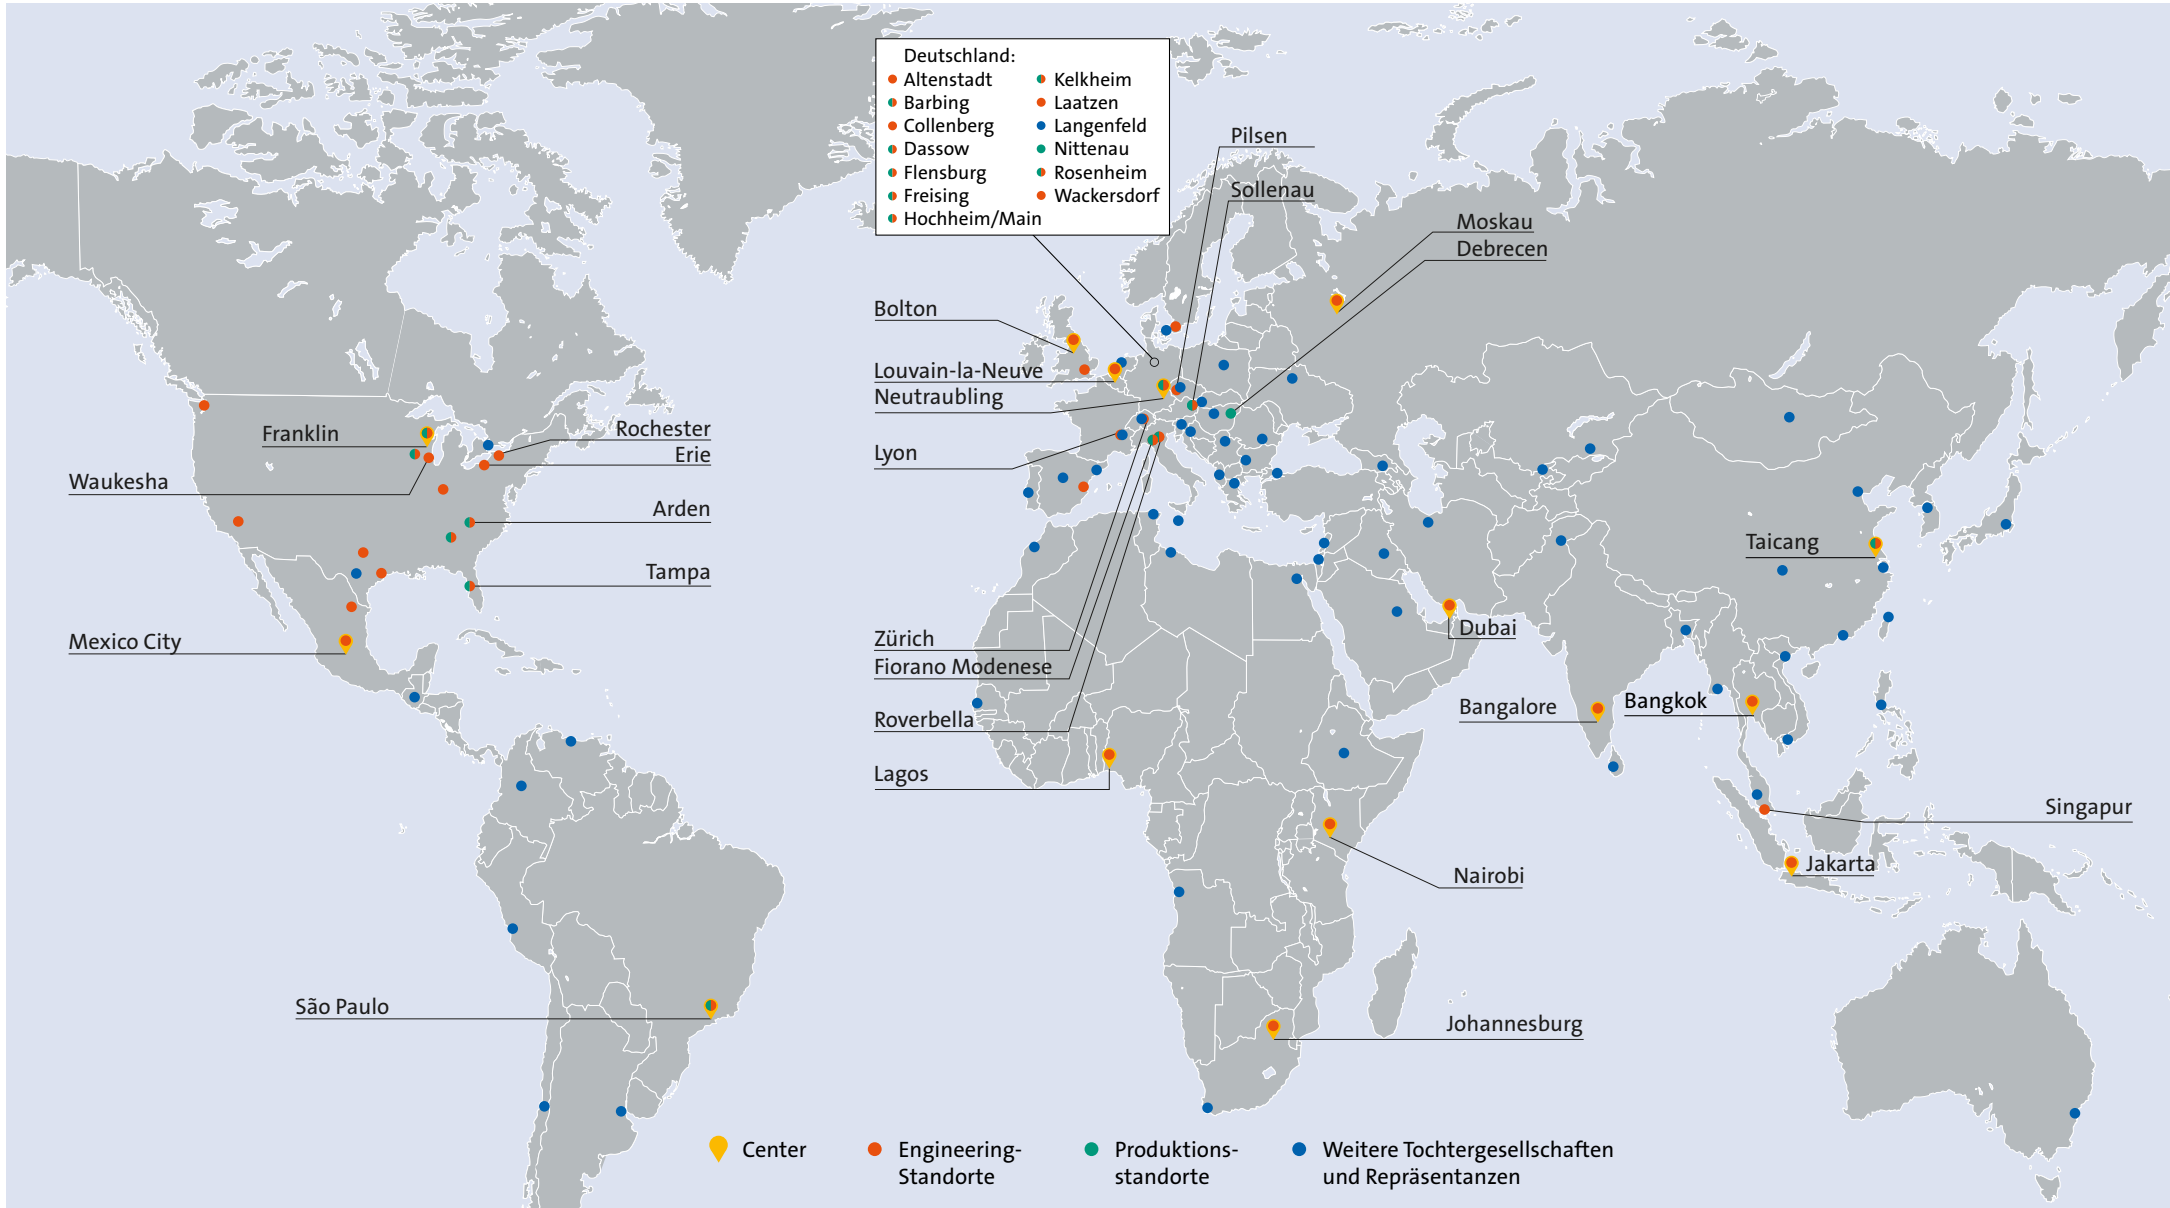 Deutschland:
Altenstadt
Barbing
Collenberg
Dassow
Flensburg
Freising
Hochheim/Main
Kelkheim
Laatzen
Langenfeld
Nittenau
Rosenheim
Wackersdorf
Pilsen
Sollenau
Moskau
Debrecen
Bolton
Louvain-la-Neuve
Neutraubling
Lyon
Franklin
Rochester
Erie
Waukesha
Arden
Tampa
Mexico City
Taicang
Zürich
Fiorano Modenese
Roverbella
Lagos
Dubai
Bangalore
Bangkok
Singapur
Jakarta
Nairobi
São Paulo
Johannesburg
Center
Engineering-
Standorte
Produktions-
standorte
Weitere Tochtergesellschaften
und Repräsentanzen